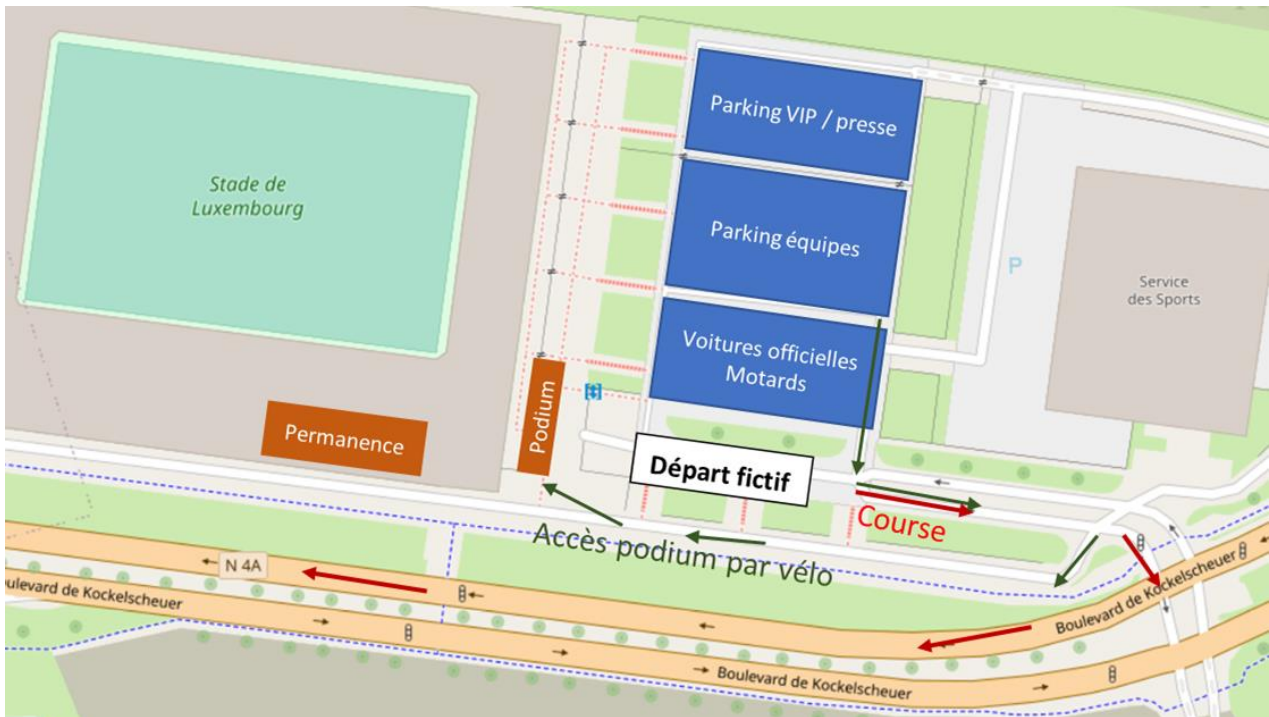 Parking VIP / presse
Stade de
Luxembourg
Parking équipes
P
Service
des Sports
Voitures officielles
Motards
Podium
Permanence
Départ fictif
Course
Accès podium par vélo
N 4A
Boulevard de Kockelscheuer
oulevard de Kockelscheuer
Boulevard de Kockelscheuer